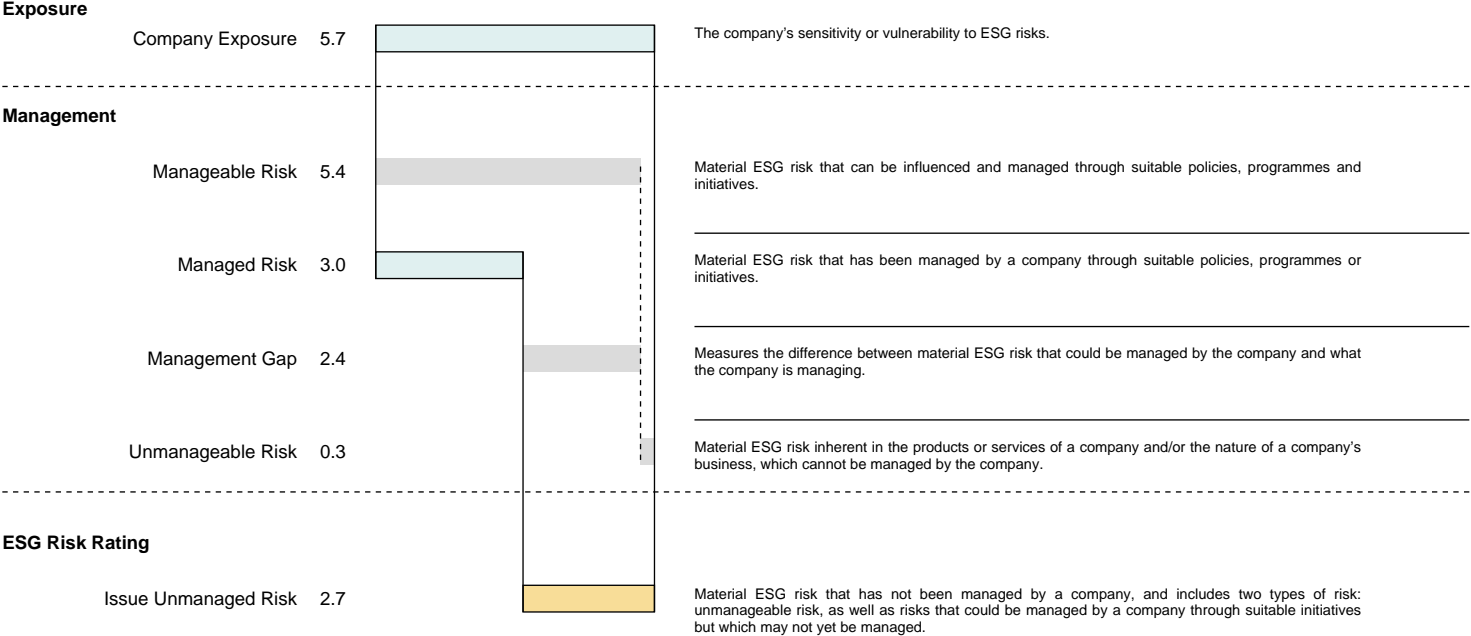 Exposure
Company Exposure 5.7
The company’s sensitivity or vulnerability to ESG risks.
Management
Manageable Risk 5.4
Material ESG risk that can be influenced and managed through suitable policies, programmes and
initiatives.
Managed Risk 3.0
Material ESG risk that has been managed by a company through suitable policies, programmes or
initiatives.
Management Gap 2.4
Measures the difference between material ESG risk that could be managed by the company and what
the company is managing.
Unmanageable Risk 0.3
Material ESG risk inherent in the products or services of a company and/or the nature of a company’s
business, which cannot be managed by the company.
ESG Risk Rating
Issue Unmanaged Risk 2.7
Material ESG risk that has not been managed by a company, and includes two types of risk:
unmanageable risk, as well as risks that could be managed by a company through suitable initiatives
but which may not yet be managed.